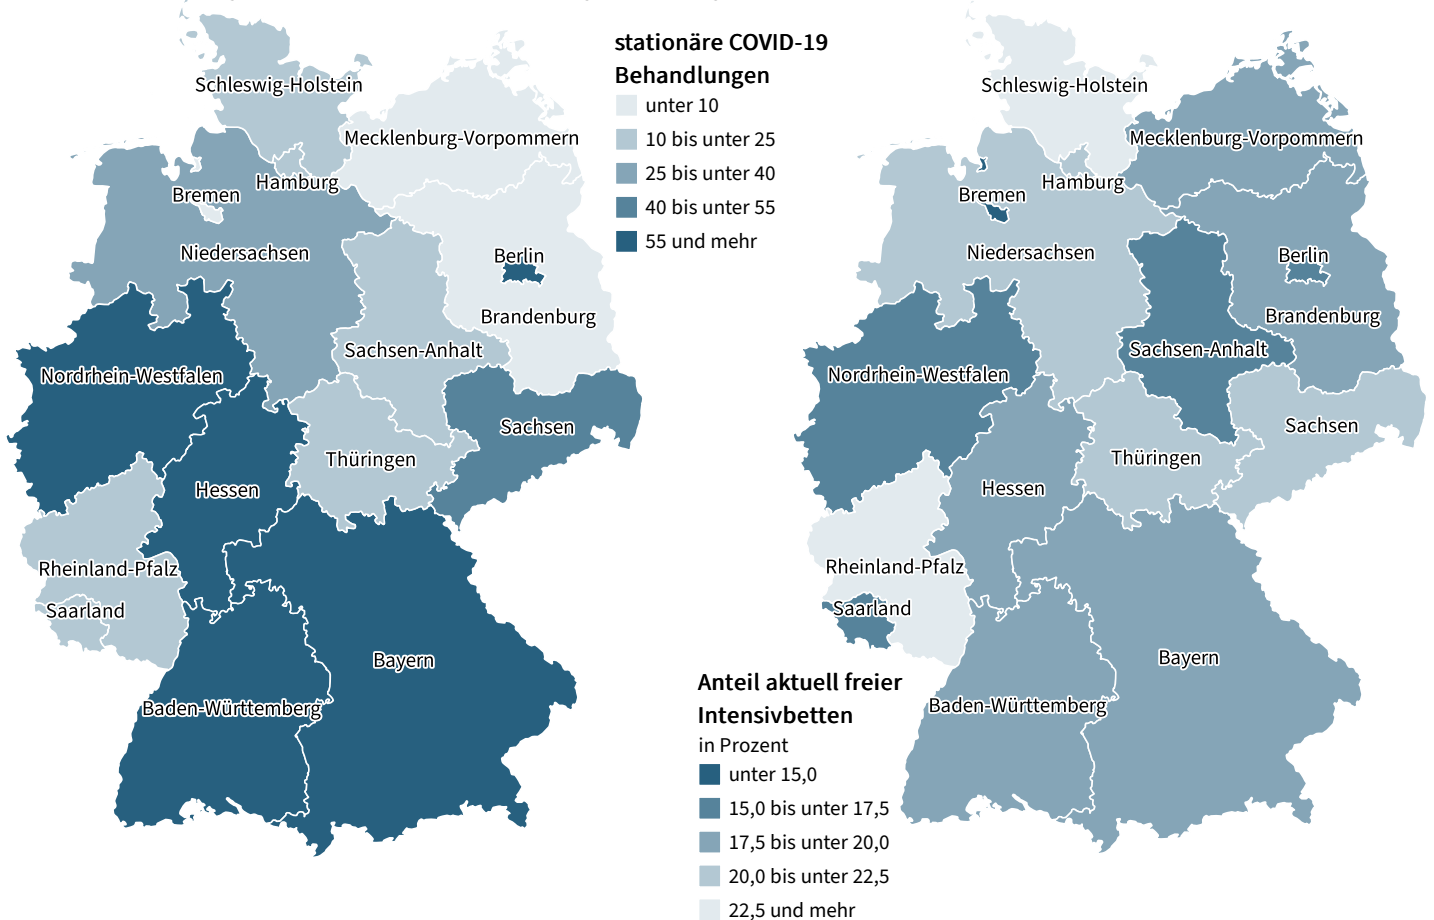 stationäre COVID-19
Behandlungen
unter 10
10 bis unter 25
25 bis unter 40
40 bis unter 55
55 und mehr
Schleswig-Holstein
Mecklenburg-Vorpommern
Hamburg
Bremen
Niedersachsen
Berlin
Brandenburg
Sachsen-Anhalt
Nordrhein-Westfalen
Sachsen
Thüringen
Hessen
Rheinland-Pfalz
Saarland
Bayern
Baden-Württemberg
Schleswig-Holstein
Mecklenburg-Vorpommern
Hamburg
Bremen
Niedersachsen
Berlin
Brandenburg
Sachsen-Anhalt
Nordrhein-Westfalen
Sachsen
Thüringen
Hessen
Rheinland-Pfalz
Saarland
Bayern
Baden-Württemberg
Anteil aktuell freier
Intensivbetten
in Prozent
unter 15,0
15,0 bis unter 17,5
17,5 bis unter 20,0
20,0 bis unter 22,5
22,5 und mehr